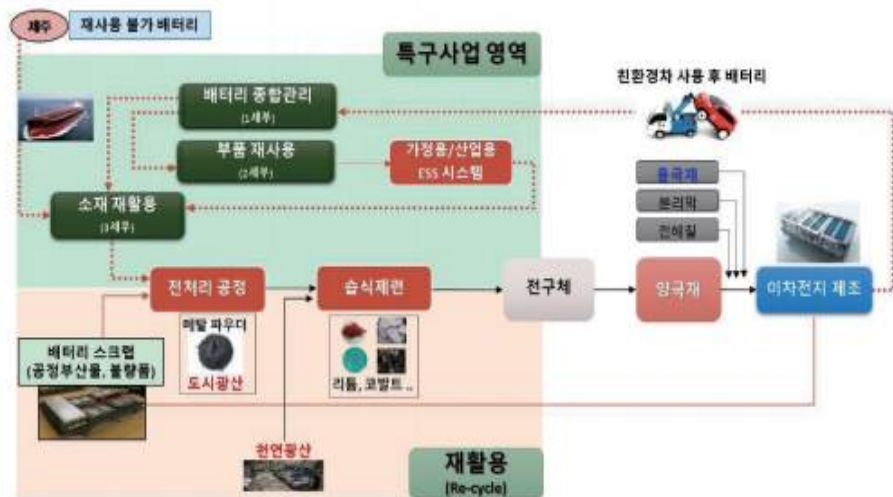 제주
재사용 불가 배터리
특구사업 영역
친환경차 사용 후 배터리
배터리 종합관리
(1세부)
부품 재사용
(2세부)
가정용/산업용
ESS 시스템
소재 재활용
(3세부)
음극재
분리막
전해질
전처리 공정
습식제련
전구체
양극재
이차전지 제조
메탈 파우더
도시광산
리튬, 코발트 ..
배터리 스크랩
(공정부산물, 불량품)
천연광산
재활용
(Re-cycle)